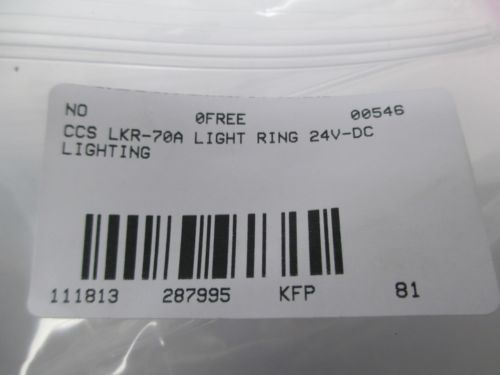 NO 0FREE 00546
CCS LKR-70A LIGHT RING 24V-DC
LIGHTING
111813 287995 KFP 81